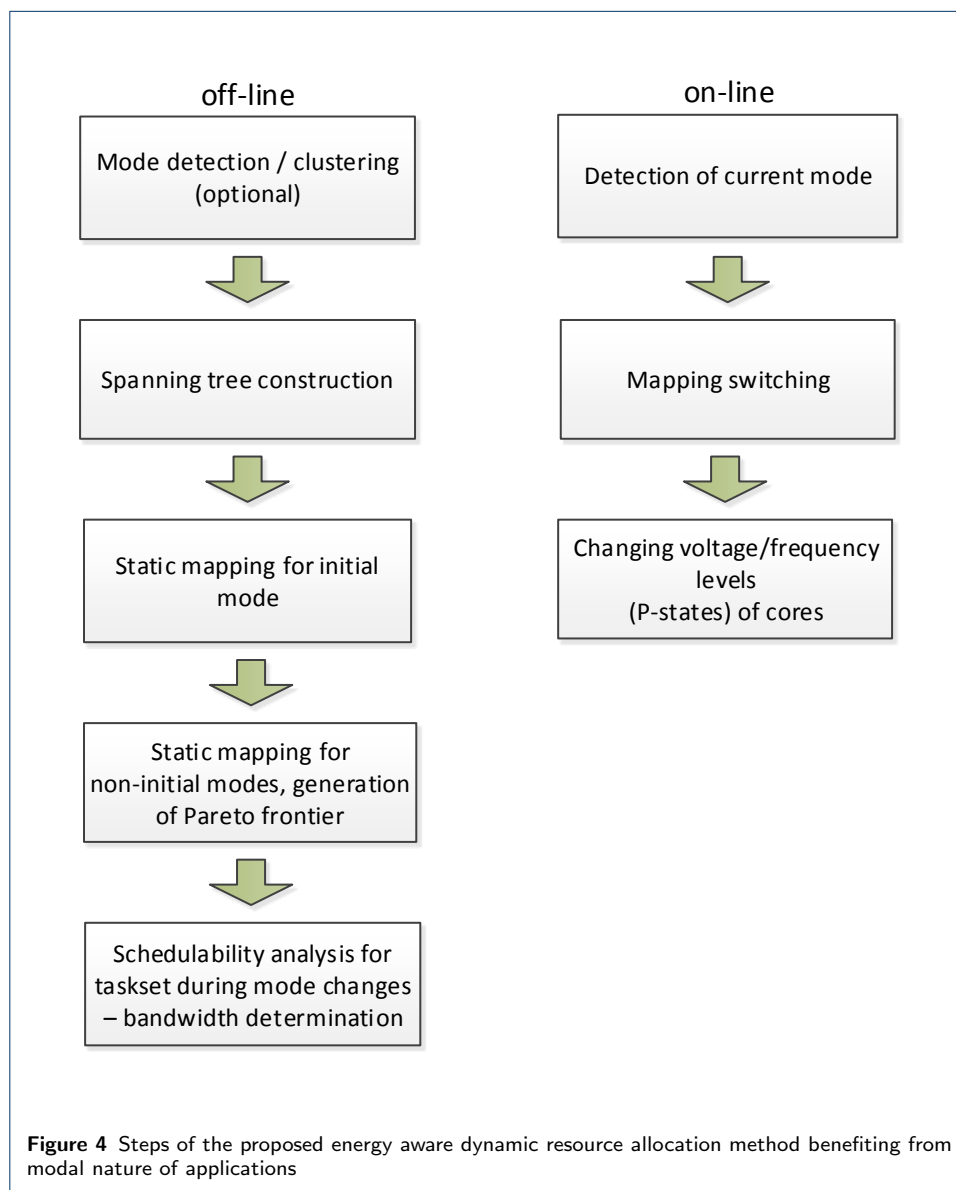 off-line
Mode detection / clustering
(optional)
Spanning tree construction
Static mapping for initial
mode
Static mapping for
non-initial modes, generation
of Pareto frontier
Schedulability analysis for
taskset during mode changes
– bandwidth determination
on-line
Detection of current mode
Mapping switching
Changing voltage/frequency
levels
(P-states) of cores
Figure 4 Steps of the proposed energy aware dynamic resource allocation method benefiting from
modal nature of applications